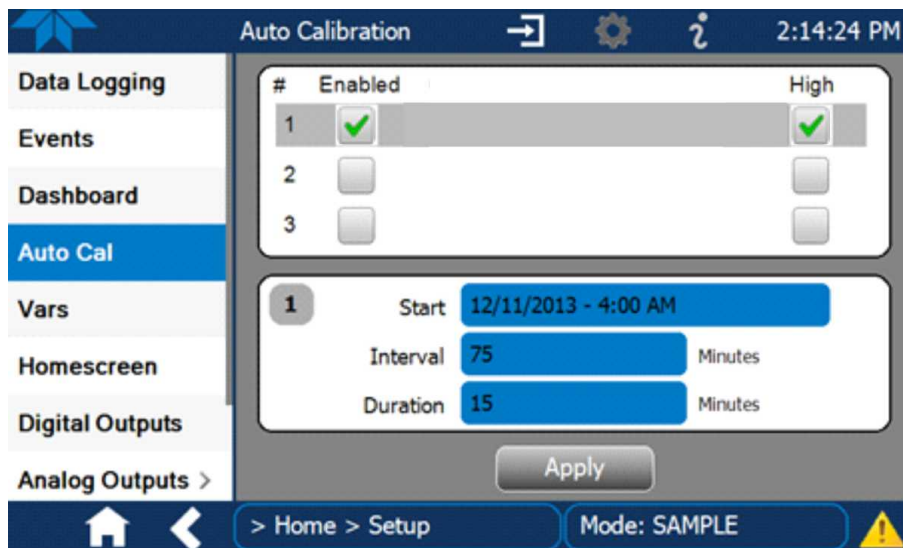 Auto Calibration 2:14:24 PM
Data Logging
Events
Dashboard
Auto Cal
Vars
Homescreen
Digital Outputs
Analog Outputs >
# Enabled High
1
2
3
1 Start 12/11/2013 - 4:00 AM
Interval 75 Minutes
Duration 15 Minutes
Apply
> Home > Setup Mode: SAMPLE